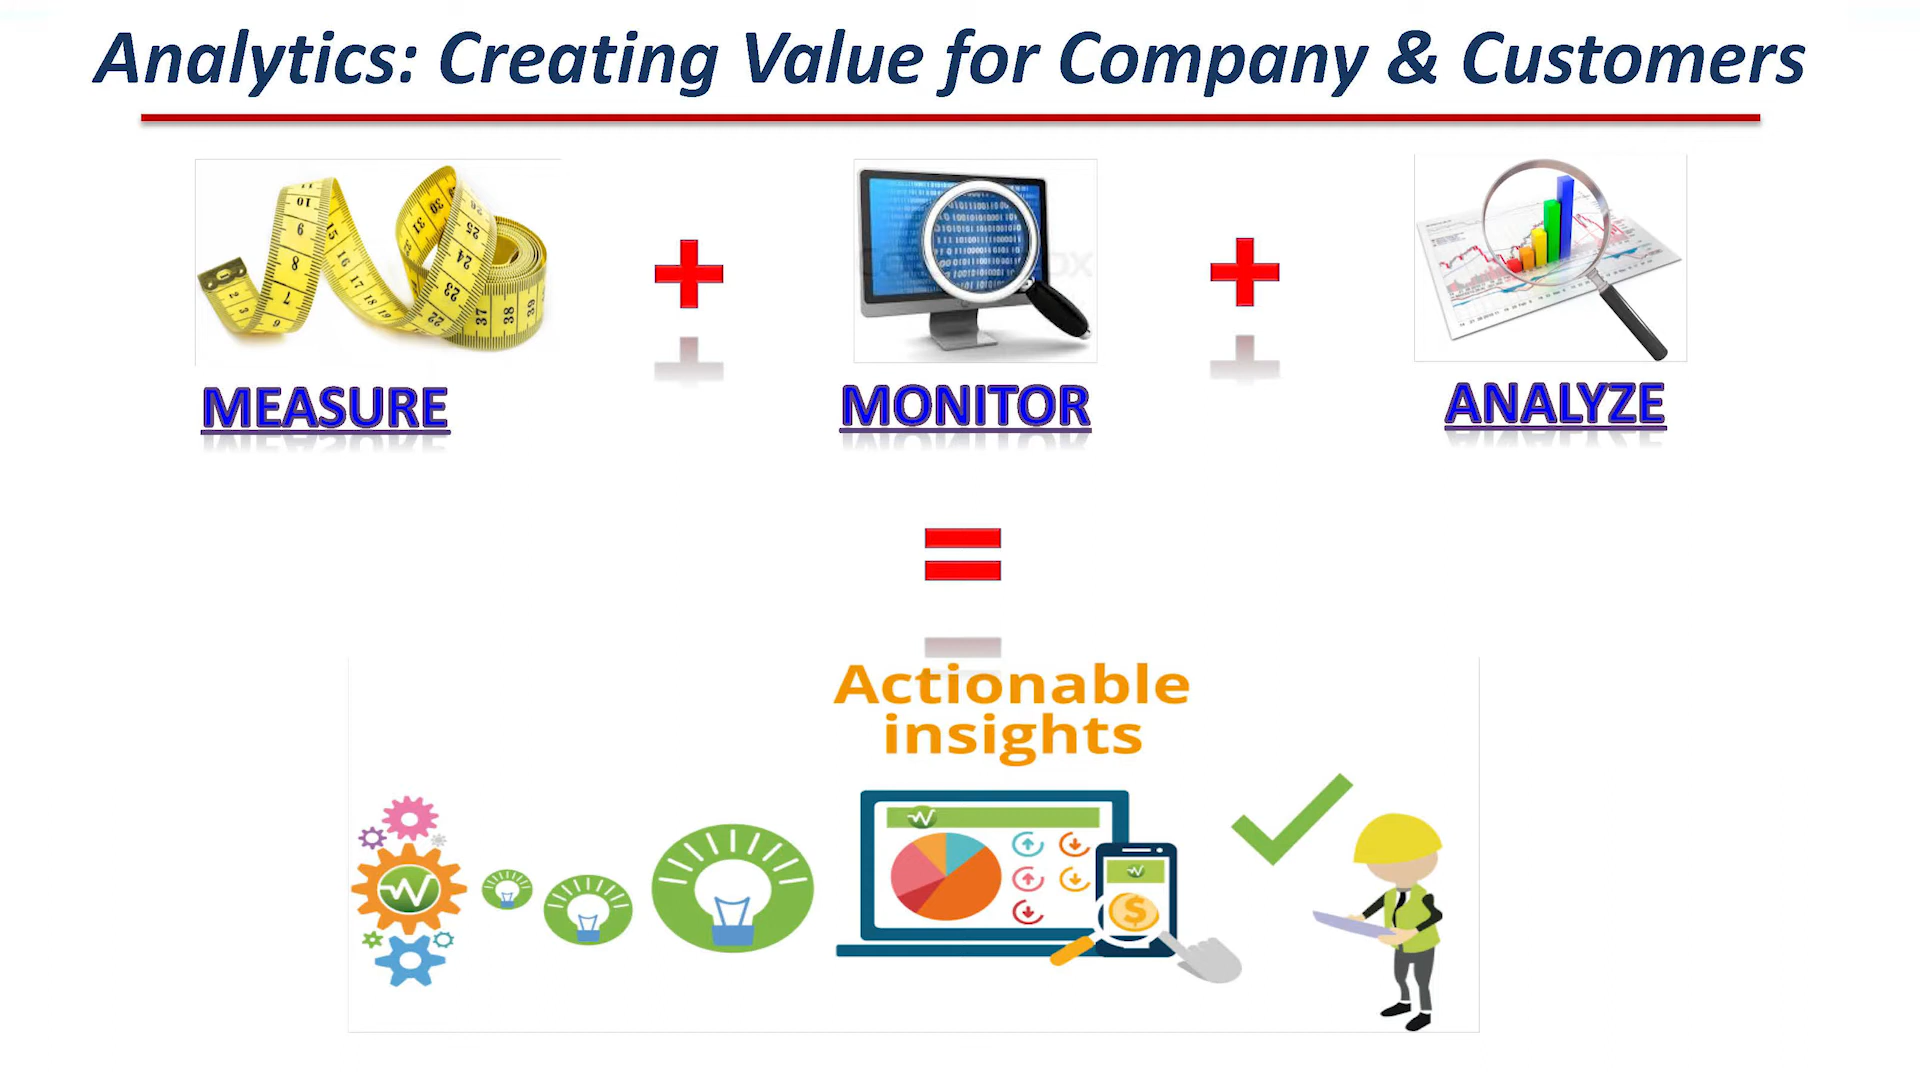 Analytics: Creating Value for Company & Customers
MEASURE
MONITOR
ANALYZE
Actionable
insights